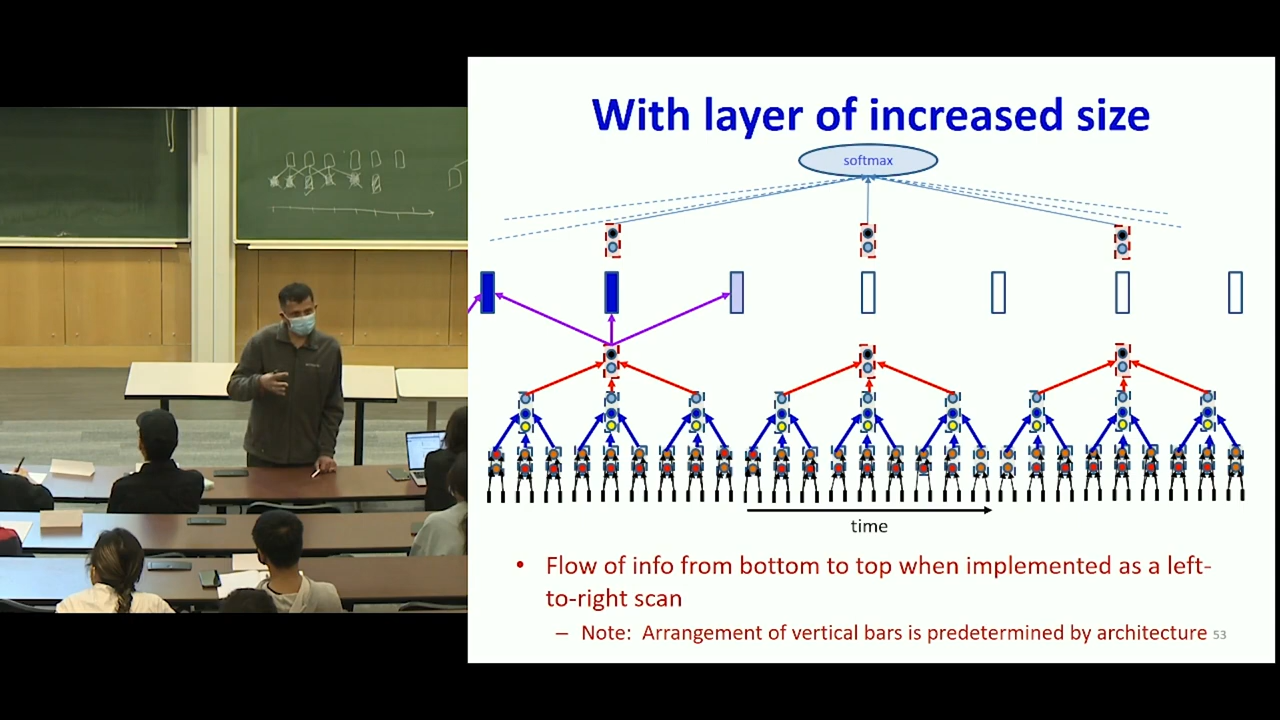 With layer of increased size
softmax
time
• Flow of info from bottom to top when implemented as a left-
to-right scan
– Note: Arrangement of vertical bars is predetermined by architecture 53